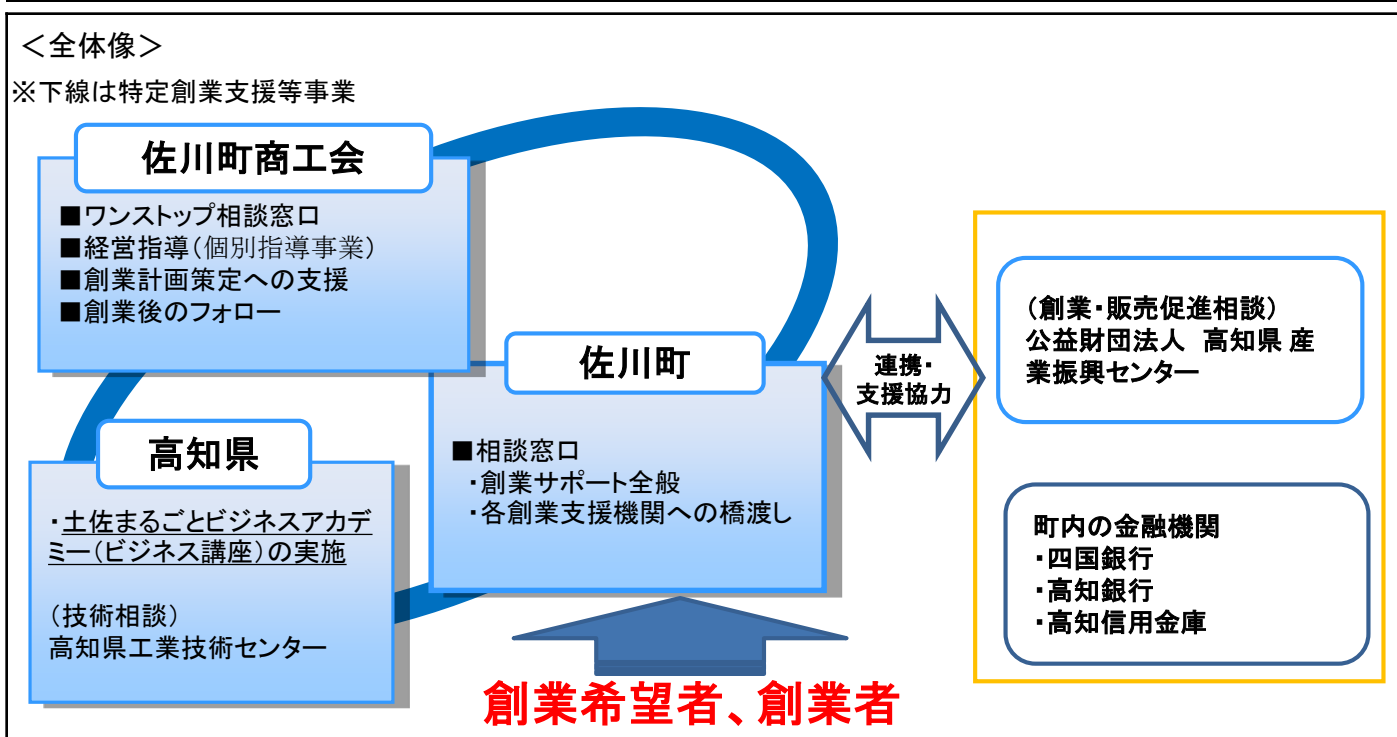 ＜全体像＞
※下線は特定創業支援等事業
佐川町商工会
■ワンストップ相談窓口
■経営指導（個別指導事業）
■創業計画策定への支援
■創業後のフォロー
高知県
・土佐まるごとビジネスアカデ
ミー（ビジネス講座）の実施
（技術相談）
高知県工業技術センター
佐川町
■相談窓口
・創業サポート全般
・各創業支援機関への橋渡し
連携・
支援協力
（創業・販売促進相談）
公益財団法人 高知県 産
業振興センター
町内の金融機関
・四国銀行
・高知銀行
・高知信用金庫
創業希望者、創業者